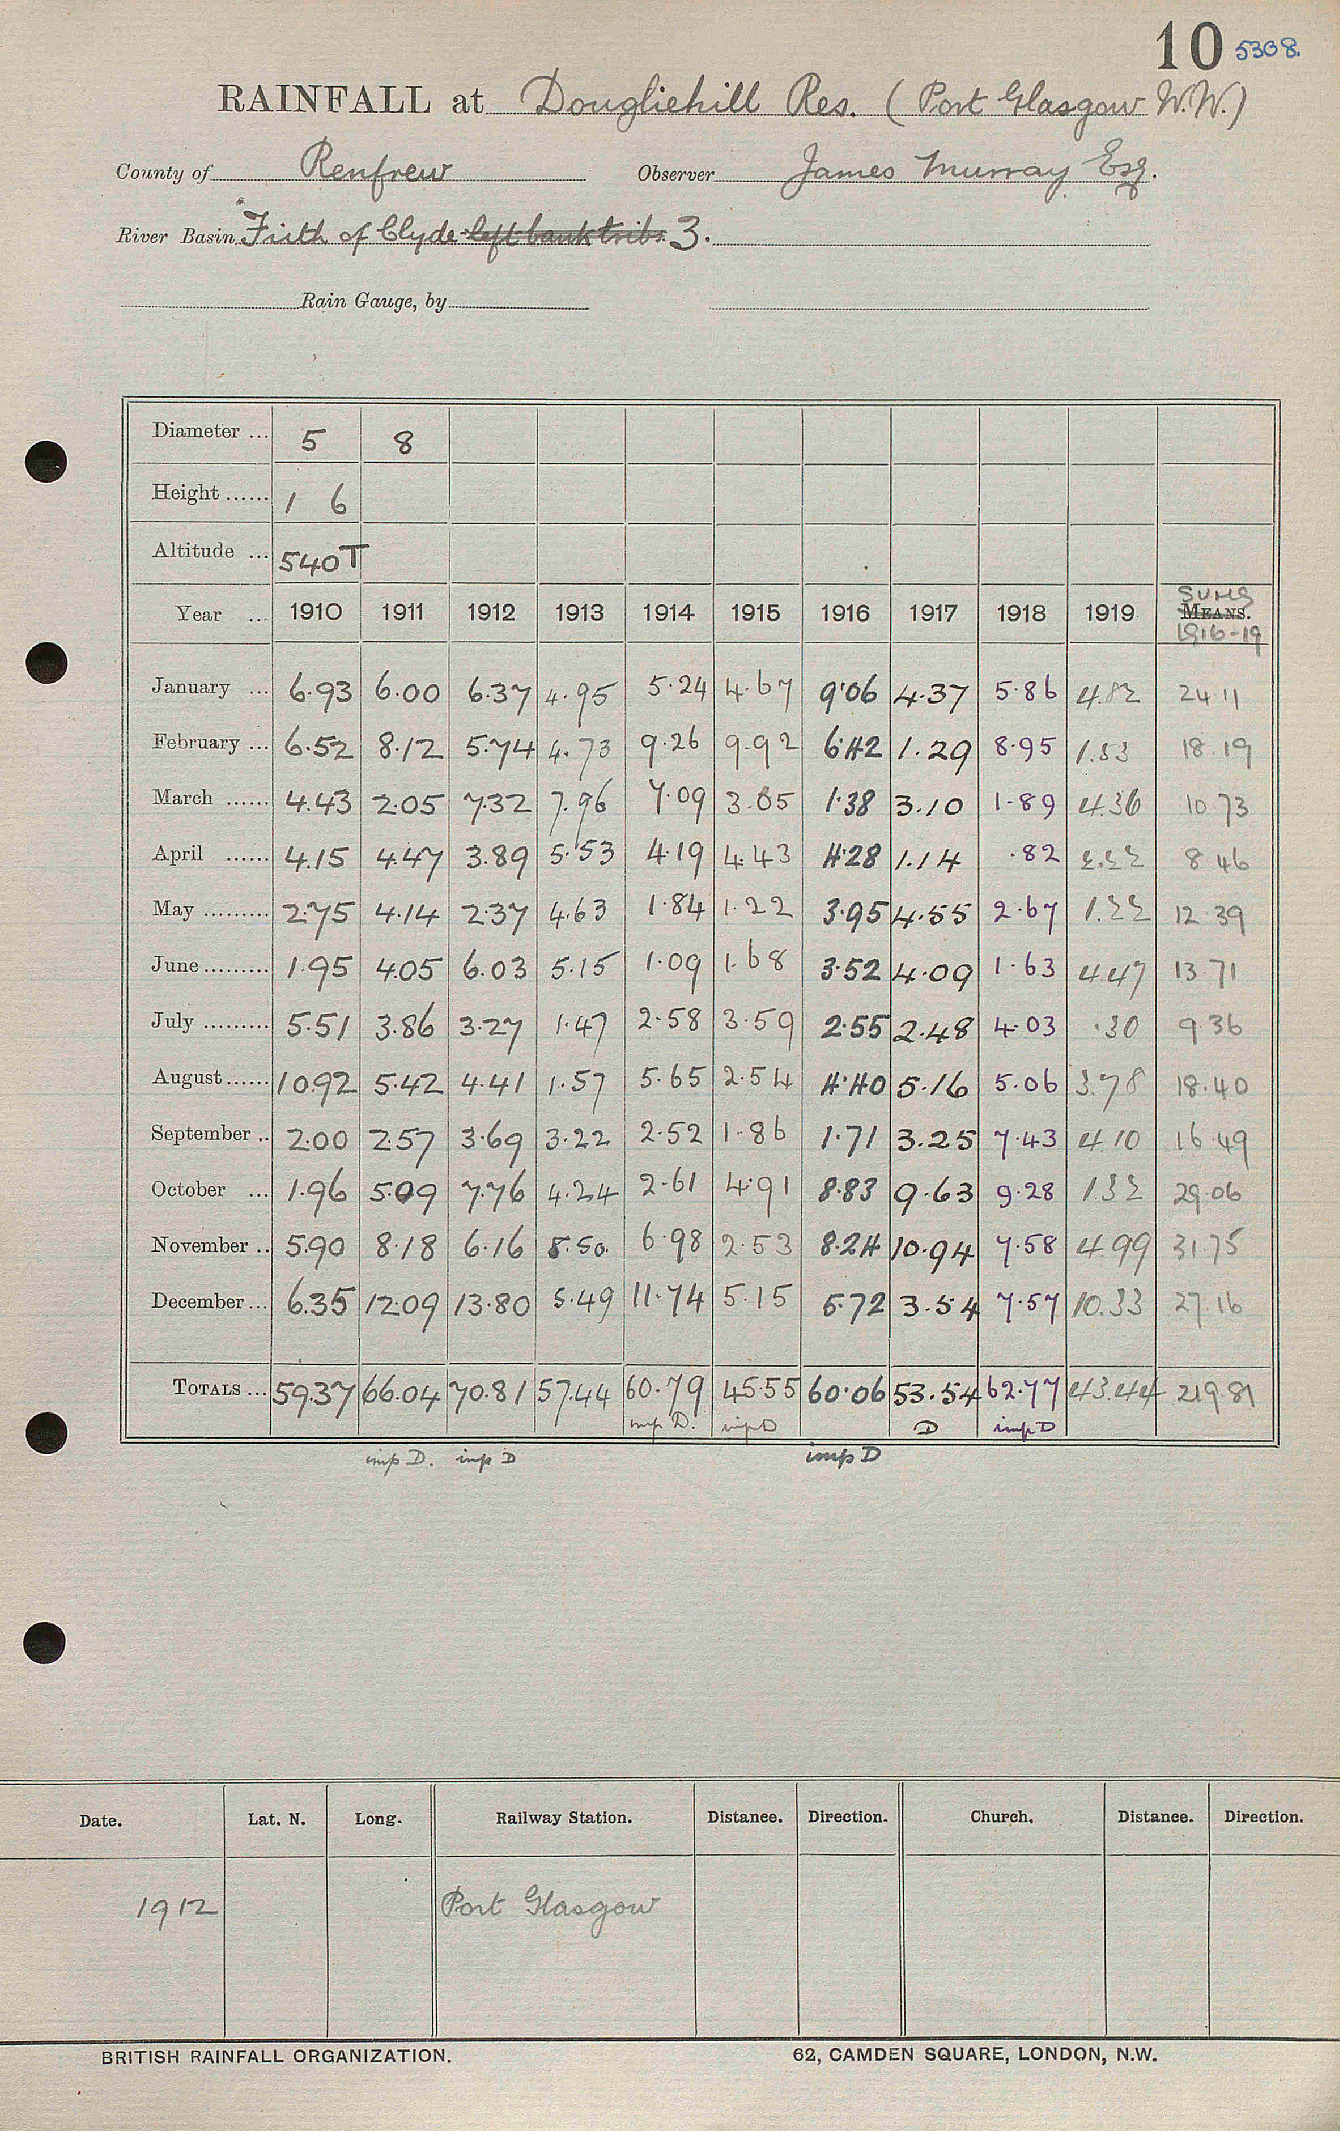 10 5308.
RAINFALL at Dougliehill Res. (Port Glasgow W.W.)
County of Renfrew Observer James Murray Esq.
River Basin Firth of Clyde left bank tribs. 3.
Rain Gauge, by
Diameter ... 5 8
Height ...... 1 6
Altitude ... 540T
Year ... 1910 1911 1912 1913 1914 1915 1916 1917 1918 1919 SUMS MEANS. 1916-19
January ... 6.93 6.00 6.37 4.95 5.24 4.67 9.06 4.37 5.86 4.82 24.11
February ... 6.52 8.12 5.74 4.73 9.26 9.92 6.42 1.29 8.95 1.53 18.19
March ...... 4.43 2.05 7.32 7.96 7.09 3.05 1.38 3.10 1.89 4.36 10.73
April ...... 4.15 4.47 3.89 5.53 4.19 4.43 4.28 1.14 .82 2.22 8.46
May ......... 2.75 4.14 2.37 4.63 1.84 1.22 3.95 4.55 2.67 1.22 12.39
June ......... 1.95 4.05 6.03 5.15 1.09 1.68 3.52 4.09 1.63 4.47 13.71
July ......... 5.51 3.86 3.27 1.47 2.58 3.59 2.55 2.48 4.03 .30 9.36
August ...... 10.92 5.42 4.41 1.57 5.65 2.54 4.40 5.16 5.06 3.78 18.40
September .. 2.00 2.57 3.69 3.22 2.52 1.86 1.71 3.25 7.43 4.10 16.49
October ... 1.96 5.09 7.76 4.24 2.61 4.91 8.83 9.63 9.28 1.32 29.06
November .. 5.90 8.18 6.16 8.50 6.98 2.53 8.24 10.94 7.58 4.99 31.75
December ... 6.35 12.09 13.80 5.49 11.74 5.15 5.72 3.54 7.57 10.33 27.16
TOTALS ... 59.37 66.04 70.81 57.44 60.79 45.55 60.06 53.54 62.77 43.44 219.81
imp D. imp D D imp D
imp D. imp D imp D
Date. Lat. N. Long. Railway Station. Distance. Direction. Church. Distance. Direction.
1912 Port Glasgow
BRITISH RAINFALL ORGANIZATION. 62, CAMDEN SQUARE, LONDON, N.W.